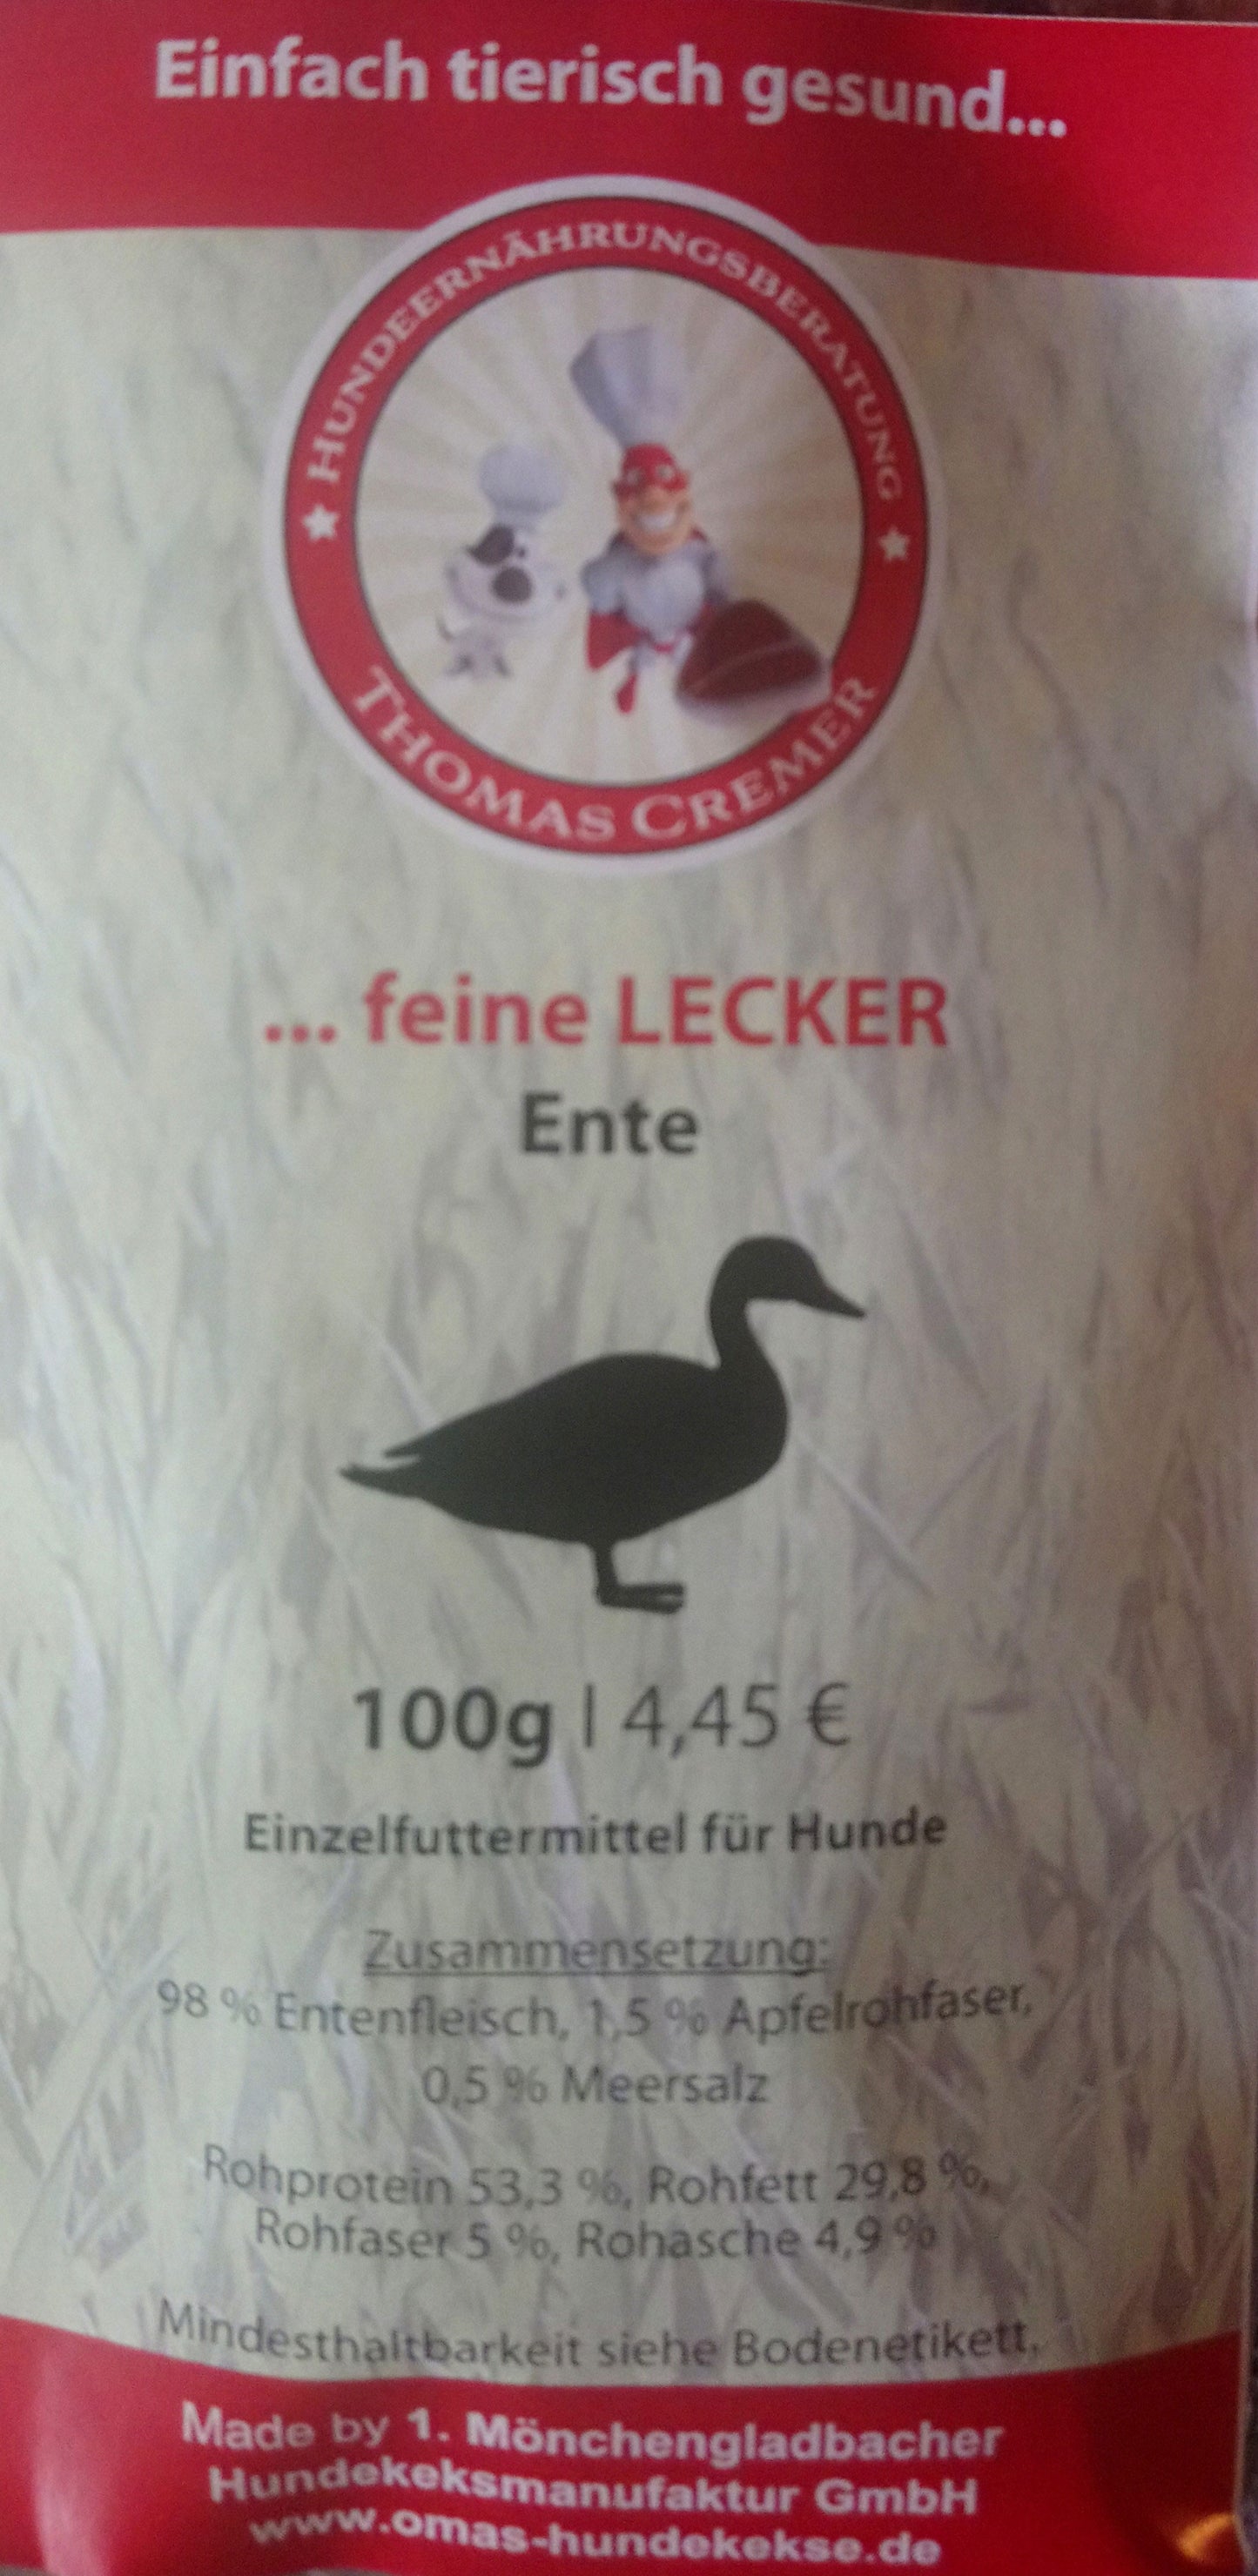 Einfach tierisch gesund...
HUNDEERNÄHRUNGSBERATUNG
THOMAS CREMER
... feine LECKER
Ente
100g | 4,45 €
Einzelfuttermittel für Hunde
Zusammensetzung:
98 % Entenfleisch, 1,5 % Apfelrohfaser,
0,5 % Meersalz
Rohprotein 53,3 %, Rohfett 29,8 %,
Rohfaser 5 %, Rohasche 4,9 %
Mindesthaltbarkeit siehe Bodenetikett.
Made by 1. Mönchengladbacher
Hundekeksmanufaktur GmbH
www.omas-hundekekse.de